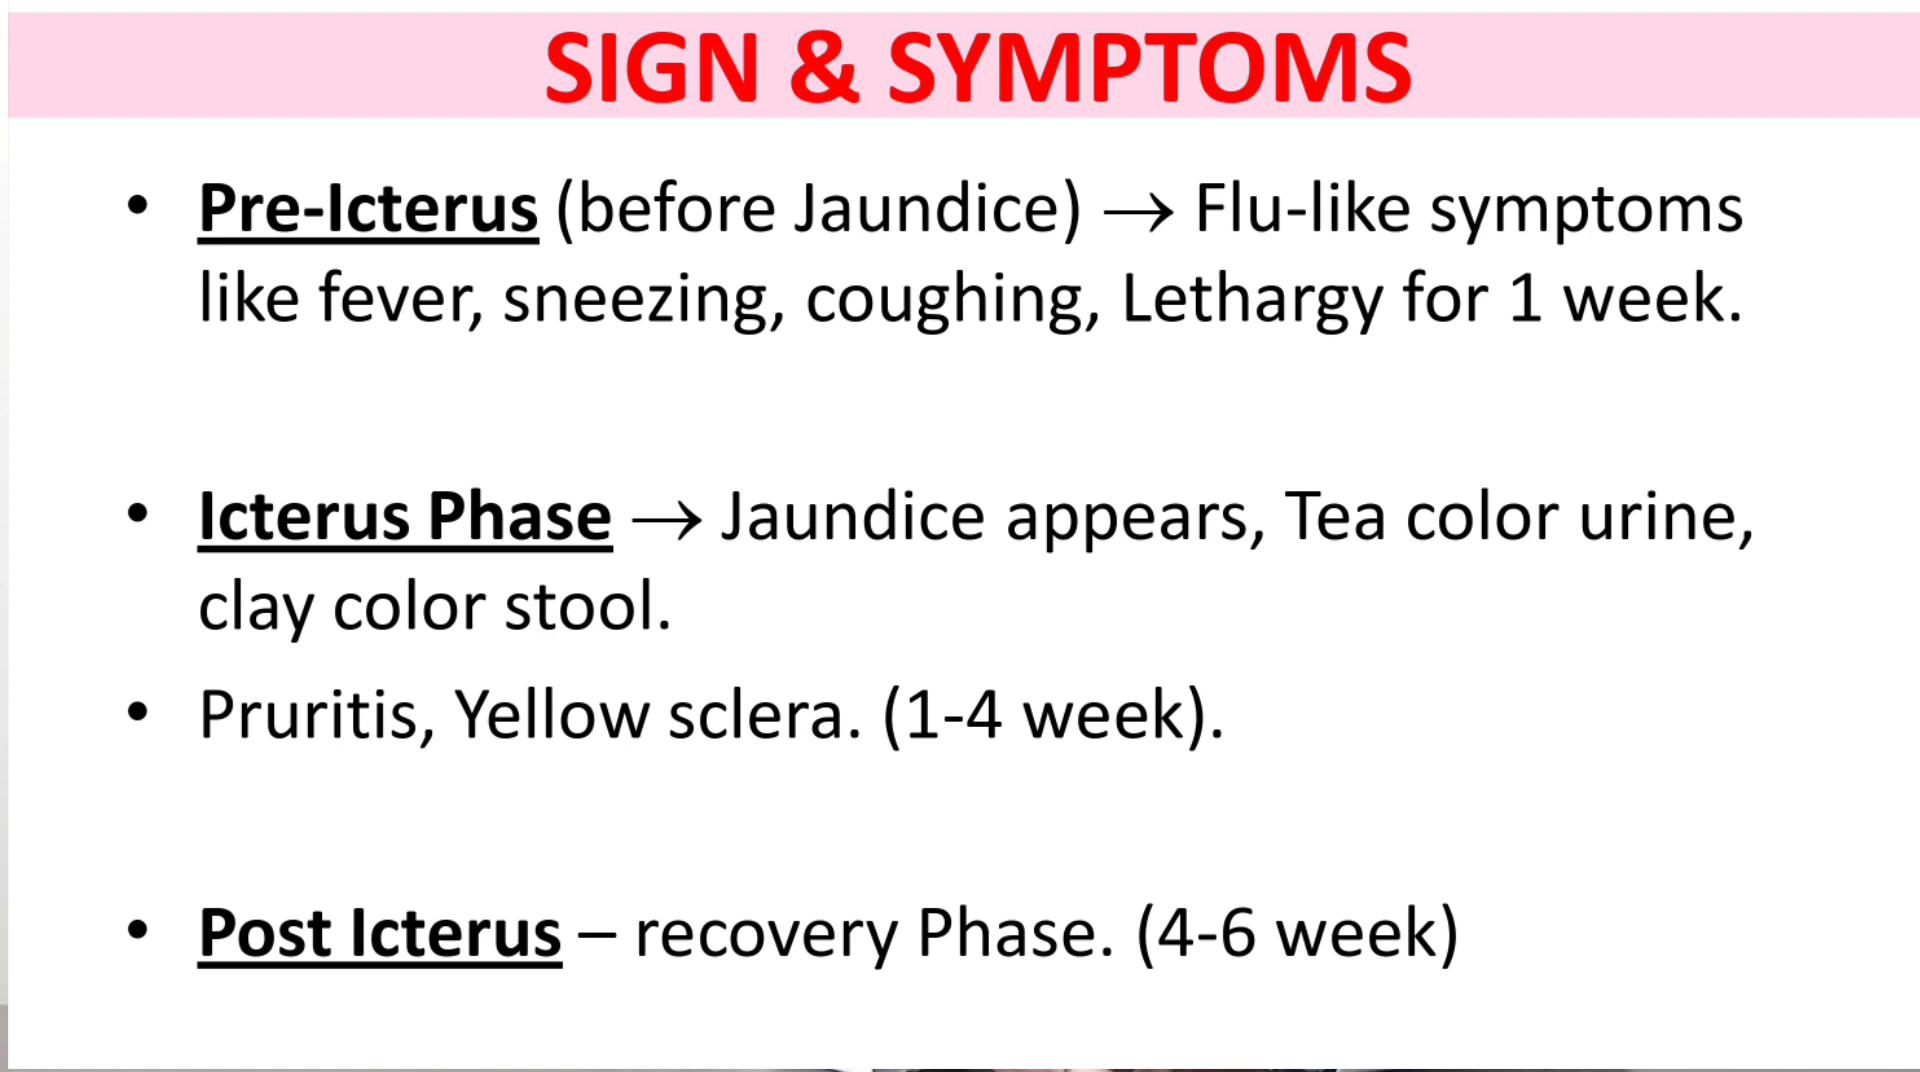 SIGN & SYMPTOMS
• Pre-Icterus (before Jaundice) → Flu-like symptoms
like fever, sneezing, coughing, Lethargy for 1 week.
• Icterus Phase → Jaundice appears, Tea color urine,
clay color stool.
• Pruritis, Yellow sclera. (1-4 week).
• Post Icterus – recovery Phase. (4-6 week)